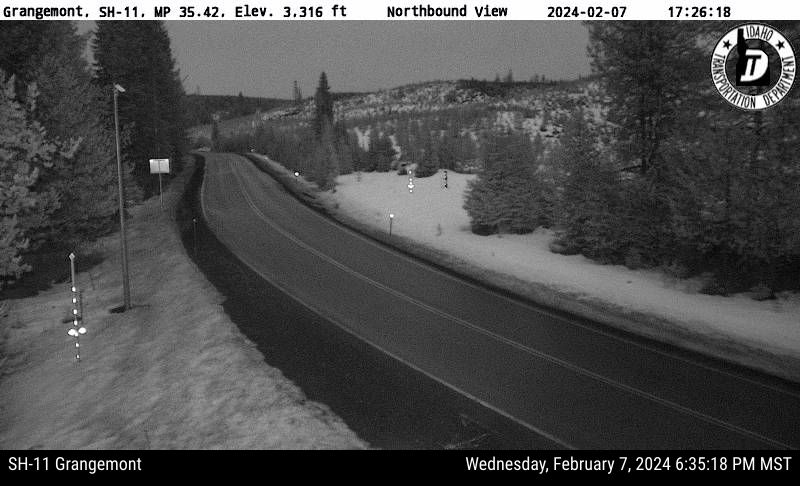 Grangemont, SH-11, MP 35.42, Elev. 3,316 ft Northbound View 2024-02-07 17:26:18
IDAHO
TRANSPORTATION DEPARTMENT
SH-11 Grangemont Wednesday, February 7, 2024 6:35:18 PM MST